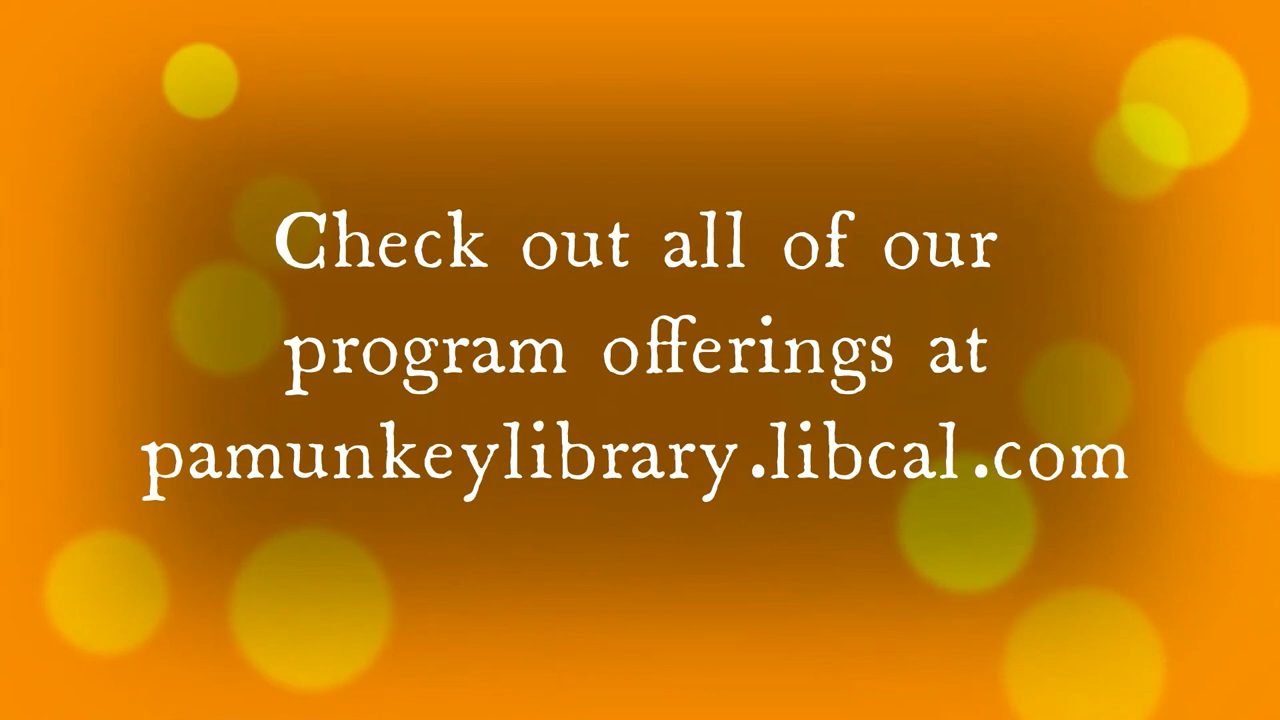 Check out all of our
program offerings at
pamunkeylibrary.libcal.com